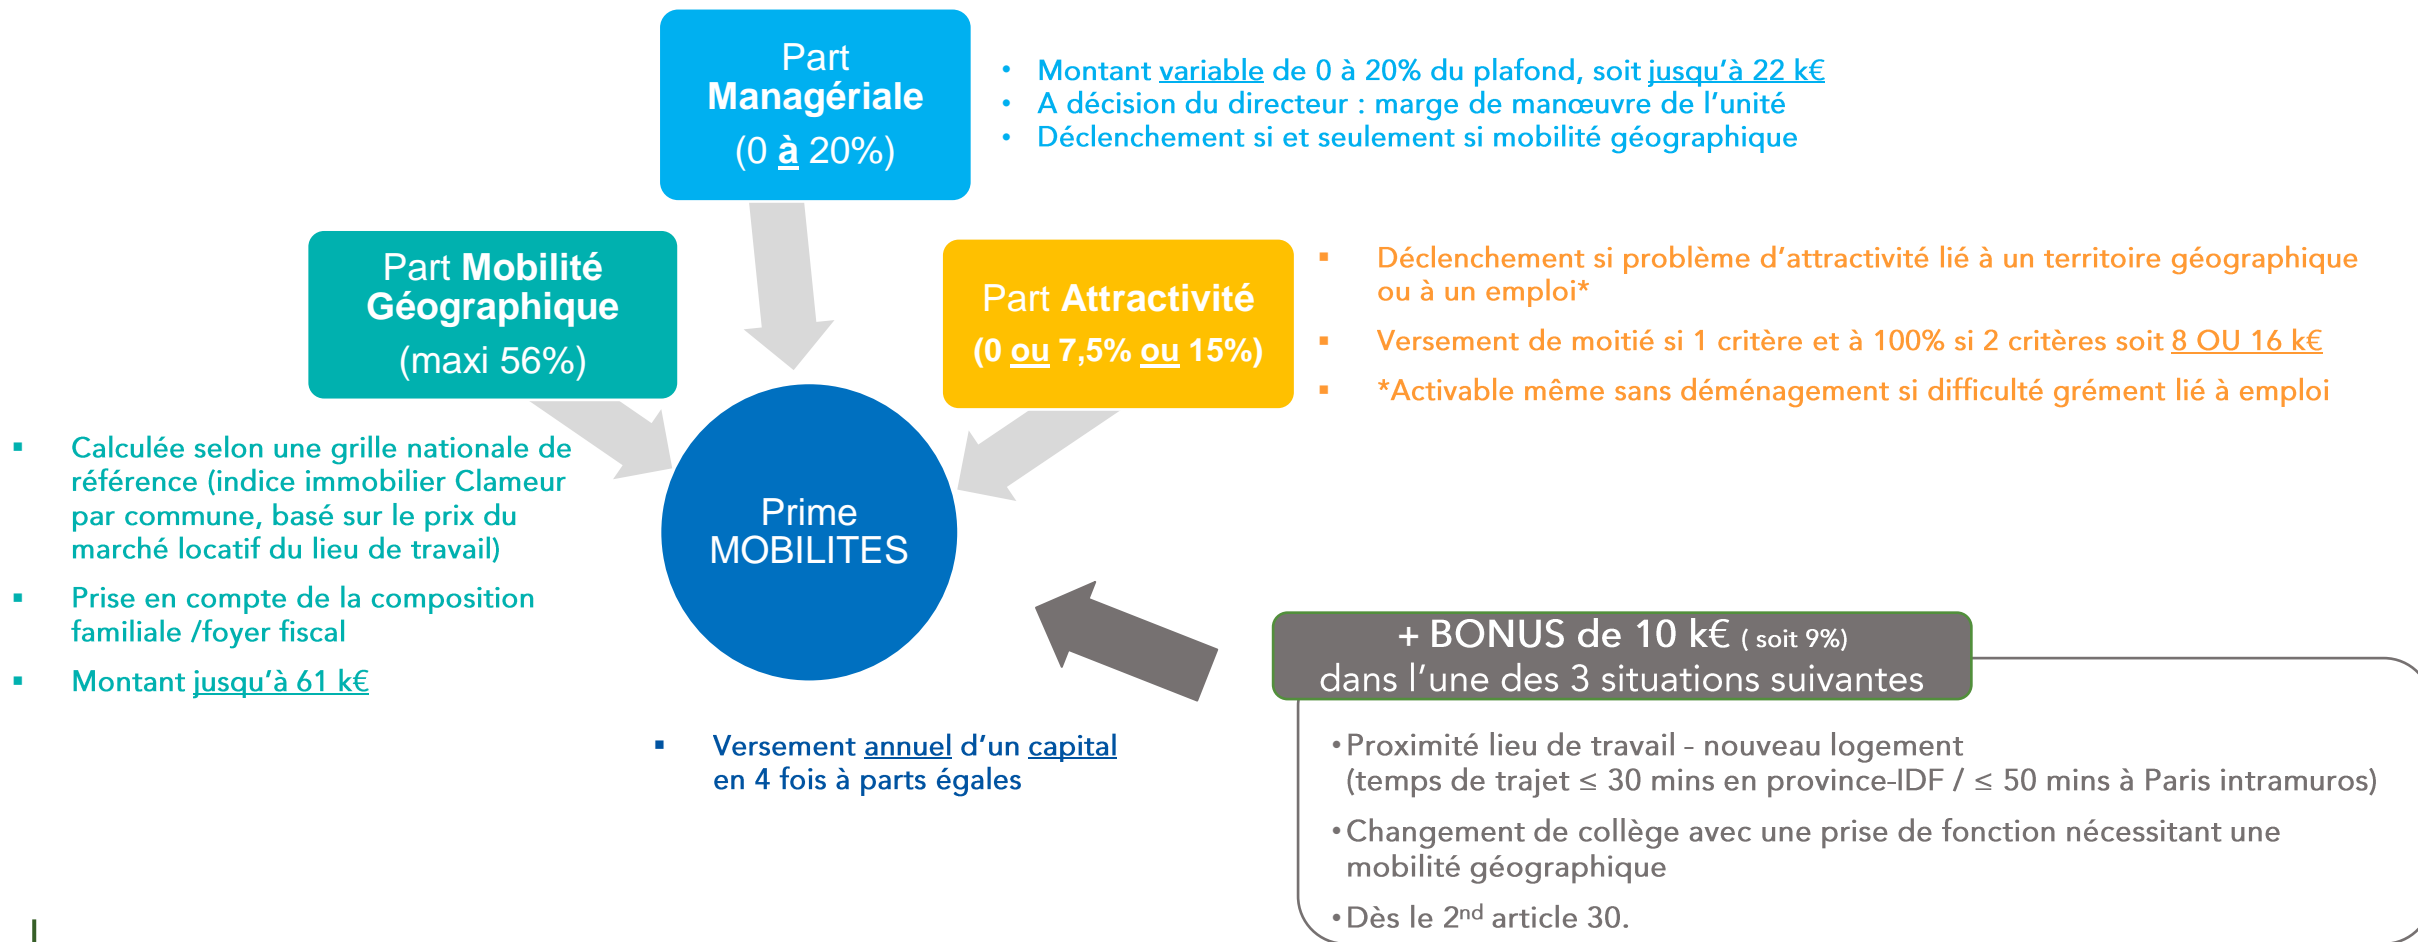 Part
Managériale
(0 à 20%)
• Montant variable de 0 à 20% du plafond, soit jusqu’à 22 k€
• A décision du directeur : marge de manœuvre de l’unité
• Déclenchement si et seulement si mobilité géographique
Part Mobilité
Géographique
(maxi 56%)
▪ Calculée selon une grille nationale de
référence (indice immobilier Clameur
par commune, basé sur le prix du
marché locatif du lieu de travail)
▪ Prise en compte de la composition
familiale /foyer fiscal
▪ Montant jusqu’à 61 k€
Part Attractivité
(0 ou 7,5% ou 15%)
▪ Déclenchement si problème d’attractivité lié à un territoire géographique
ou à un emploi*
▪ Versement de moitié si 1 critère et à 100% si 2 critères soit 8 OU 16 k€
▪ *Activable même sans déménagement si difficulté grément lié à emploi
Prime
MOBILITES
▪ Versement annuel d’un capital
en 4 fois à parts égales
+ BONUS de 10 k€ ( soit 9%)
dans l’une des 3 situations suivantes
• Proximité lieu de travail - nouveau logement
(temps de trajet ≤ 30 mins en province-IDF / ≤ 50 mins à Paris intramuros)
• Changement de collège avec une prise de fonction nécessitant une
mobilité géographique
• Dès le 2nd article 30.